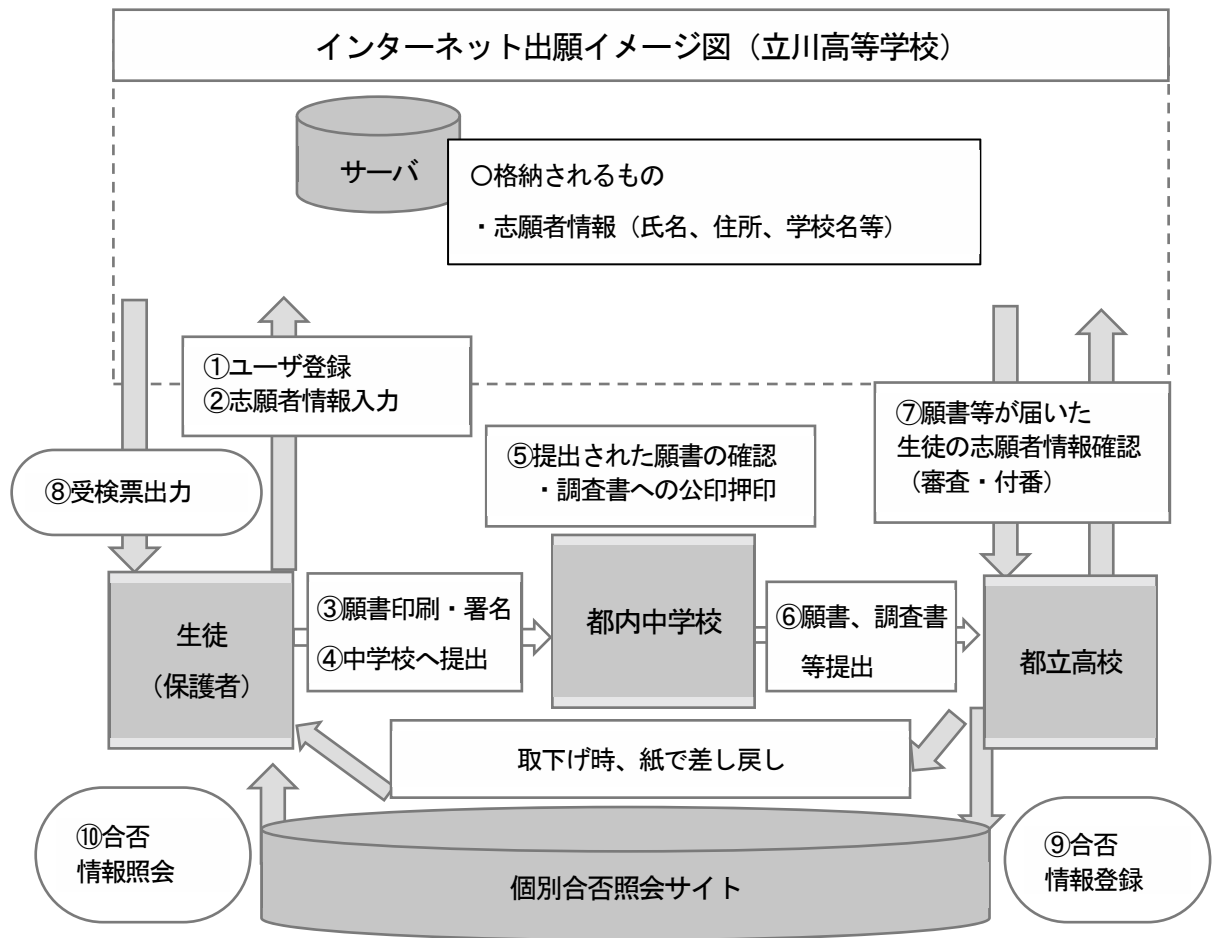 インターネット出願イメージ図（立川高等学校）
サーバ
〇格納されるもの
・志願者情報（氏名、住所、学校名等）
①ユーザ登録
②志願者情報入力
⑦願書等が届いた
生徒の志願者情報確認
（審査・付番）
⑤提出された願書の確認
・調査書への公印押印
⑧受検票出力
生徒
（保護者）
③願書印刷・署名
④中学校へ提出
都内中学校
⑥願書、調査書
等提出
都立高校
取下げ時、紙で差し戻し
⑩合否
情報照会
個別合否照会サイト
⑨合否
情報登録